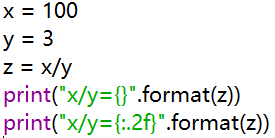 x = 100
y = 3
z = x/y
print("x/y={}".format(z))
print("x/y={:.2f}".format(z))